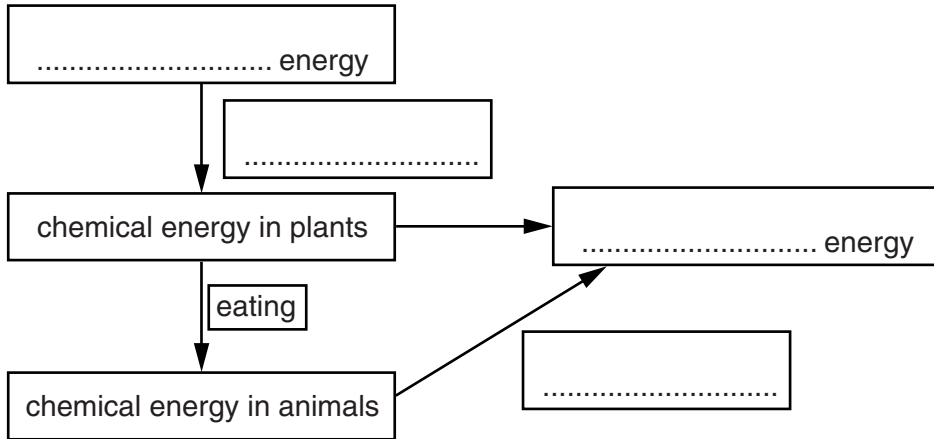 ............................. energy
.............................
chemical energy in plants
............................. energy
eating
.............................
chemical energy in animals